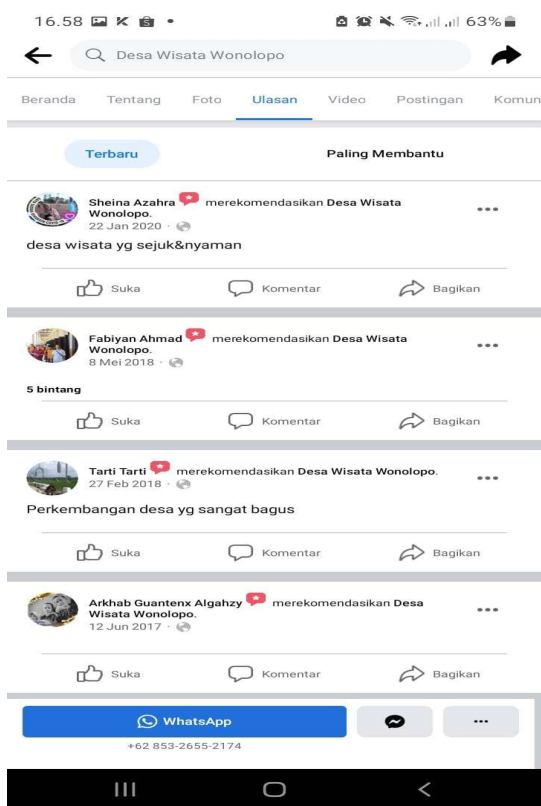 16.58
63%
Desa Wisata Wonolopo
Beranda Tentang Foto Ulasan Video Postingan Komun
Terbaru Paling Membantu
Sheina Azahra merekomendasikan Desa Wisata
Wonolopo.
22 Jan 2020 ·
desa wisata yg sejuk&nyaman
Suka Komentar Bagikan
Fabiyan Ahmad merekomendasikan Desa Wisata
Wonolopo.
8 Mei 2018 ·
5 bintang
Suka Komentar Bagikan
Tarti Tarti merekomendasikan Desa Wisata Wonolopo.
27 Feb 2018 ·
Perkembangan desa yg sangat bagus
Suka Komentar Bagikan
Arkhab Guantenx Algahzy merekomendasikan Desa
Wisata Wonolopo.
12 Jun 2017 ·
Suka Komentar Bagikan
WhatsApp
+62 853-2655-2174